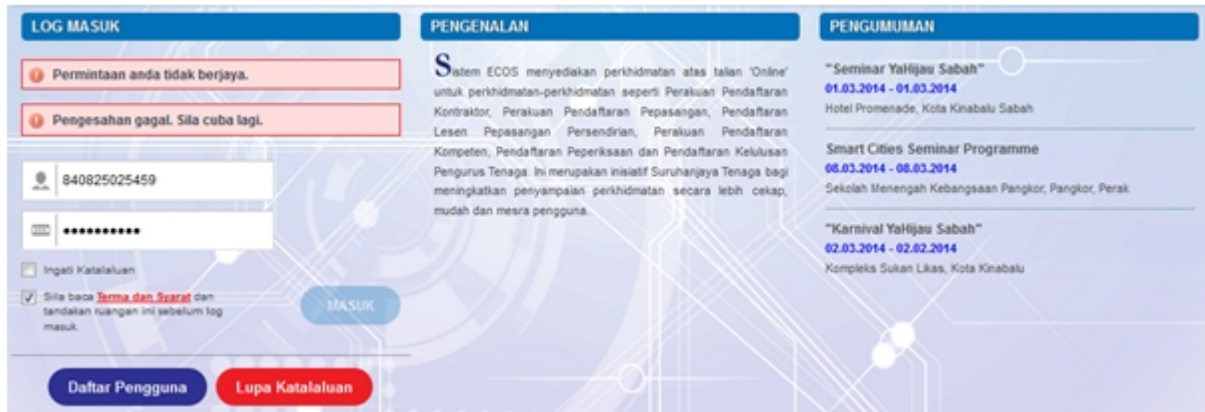 LOG MASUK
Permintaan anda tidak berjaya.
Pengesahan gagal. Sila cuba lagi.
840825025459
••••••••••
Ingati Katalaluan
Sila baca Terma dan Syarat dan
tandakan ruangan ini sebelum log
masuk.
MASUK
Daftar Pengguna
Lupa Katalaluan
PENGENALAN
Sistem ECOS menyediakan perkhidmatan atas talian 'Online'
untuk perkhidmatan-perkhidmatan seperti Perakuan Pendaftaran
Kontraktor, Perakuan Pendaftaran Pepasangan, Pendaftaran
Lesen Pepasangan Persendirian, Perakuan Pendaftaran
Kompeten, Pendaftaran Peperiksaan dan Pendaftaran Kelulusan
Pengurus Tenaga. Ini merupakan inisiatif Suruhanjaya Tenaga bagi
meningkatkan penyampaian perkhidmatan secara lebih cekap,
mudah dan mesra pengguna.
PENGUMUMAN
"Seminar YaHijau Sabah"
01.03.2014 - 01.03.2014
Hotel Promenade, Kota Kinabalu Sabah
Smart Cities Seminar Programme
08.03.2014 - 08.03.2014
Sekolah Menengah Kebangsaan Pangkor, Pangkor, Perak
"Karnival YaHijau Sabah"
02.03.2014 - 02.02.2014
Kompleks Sukan Likas, Kota Kinabalu